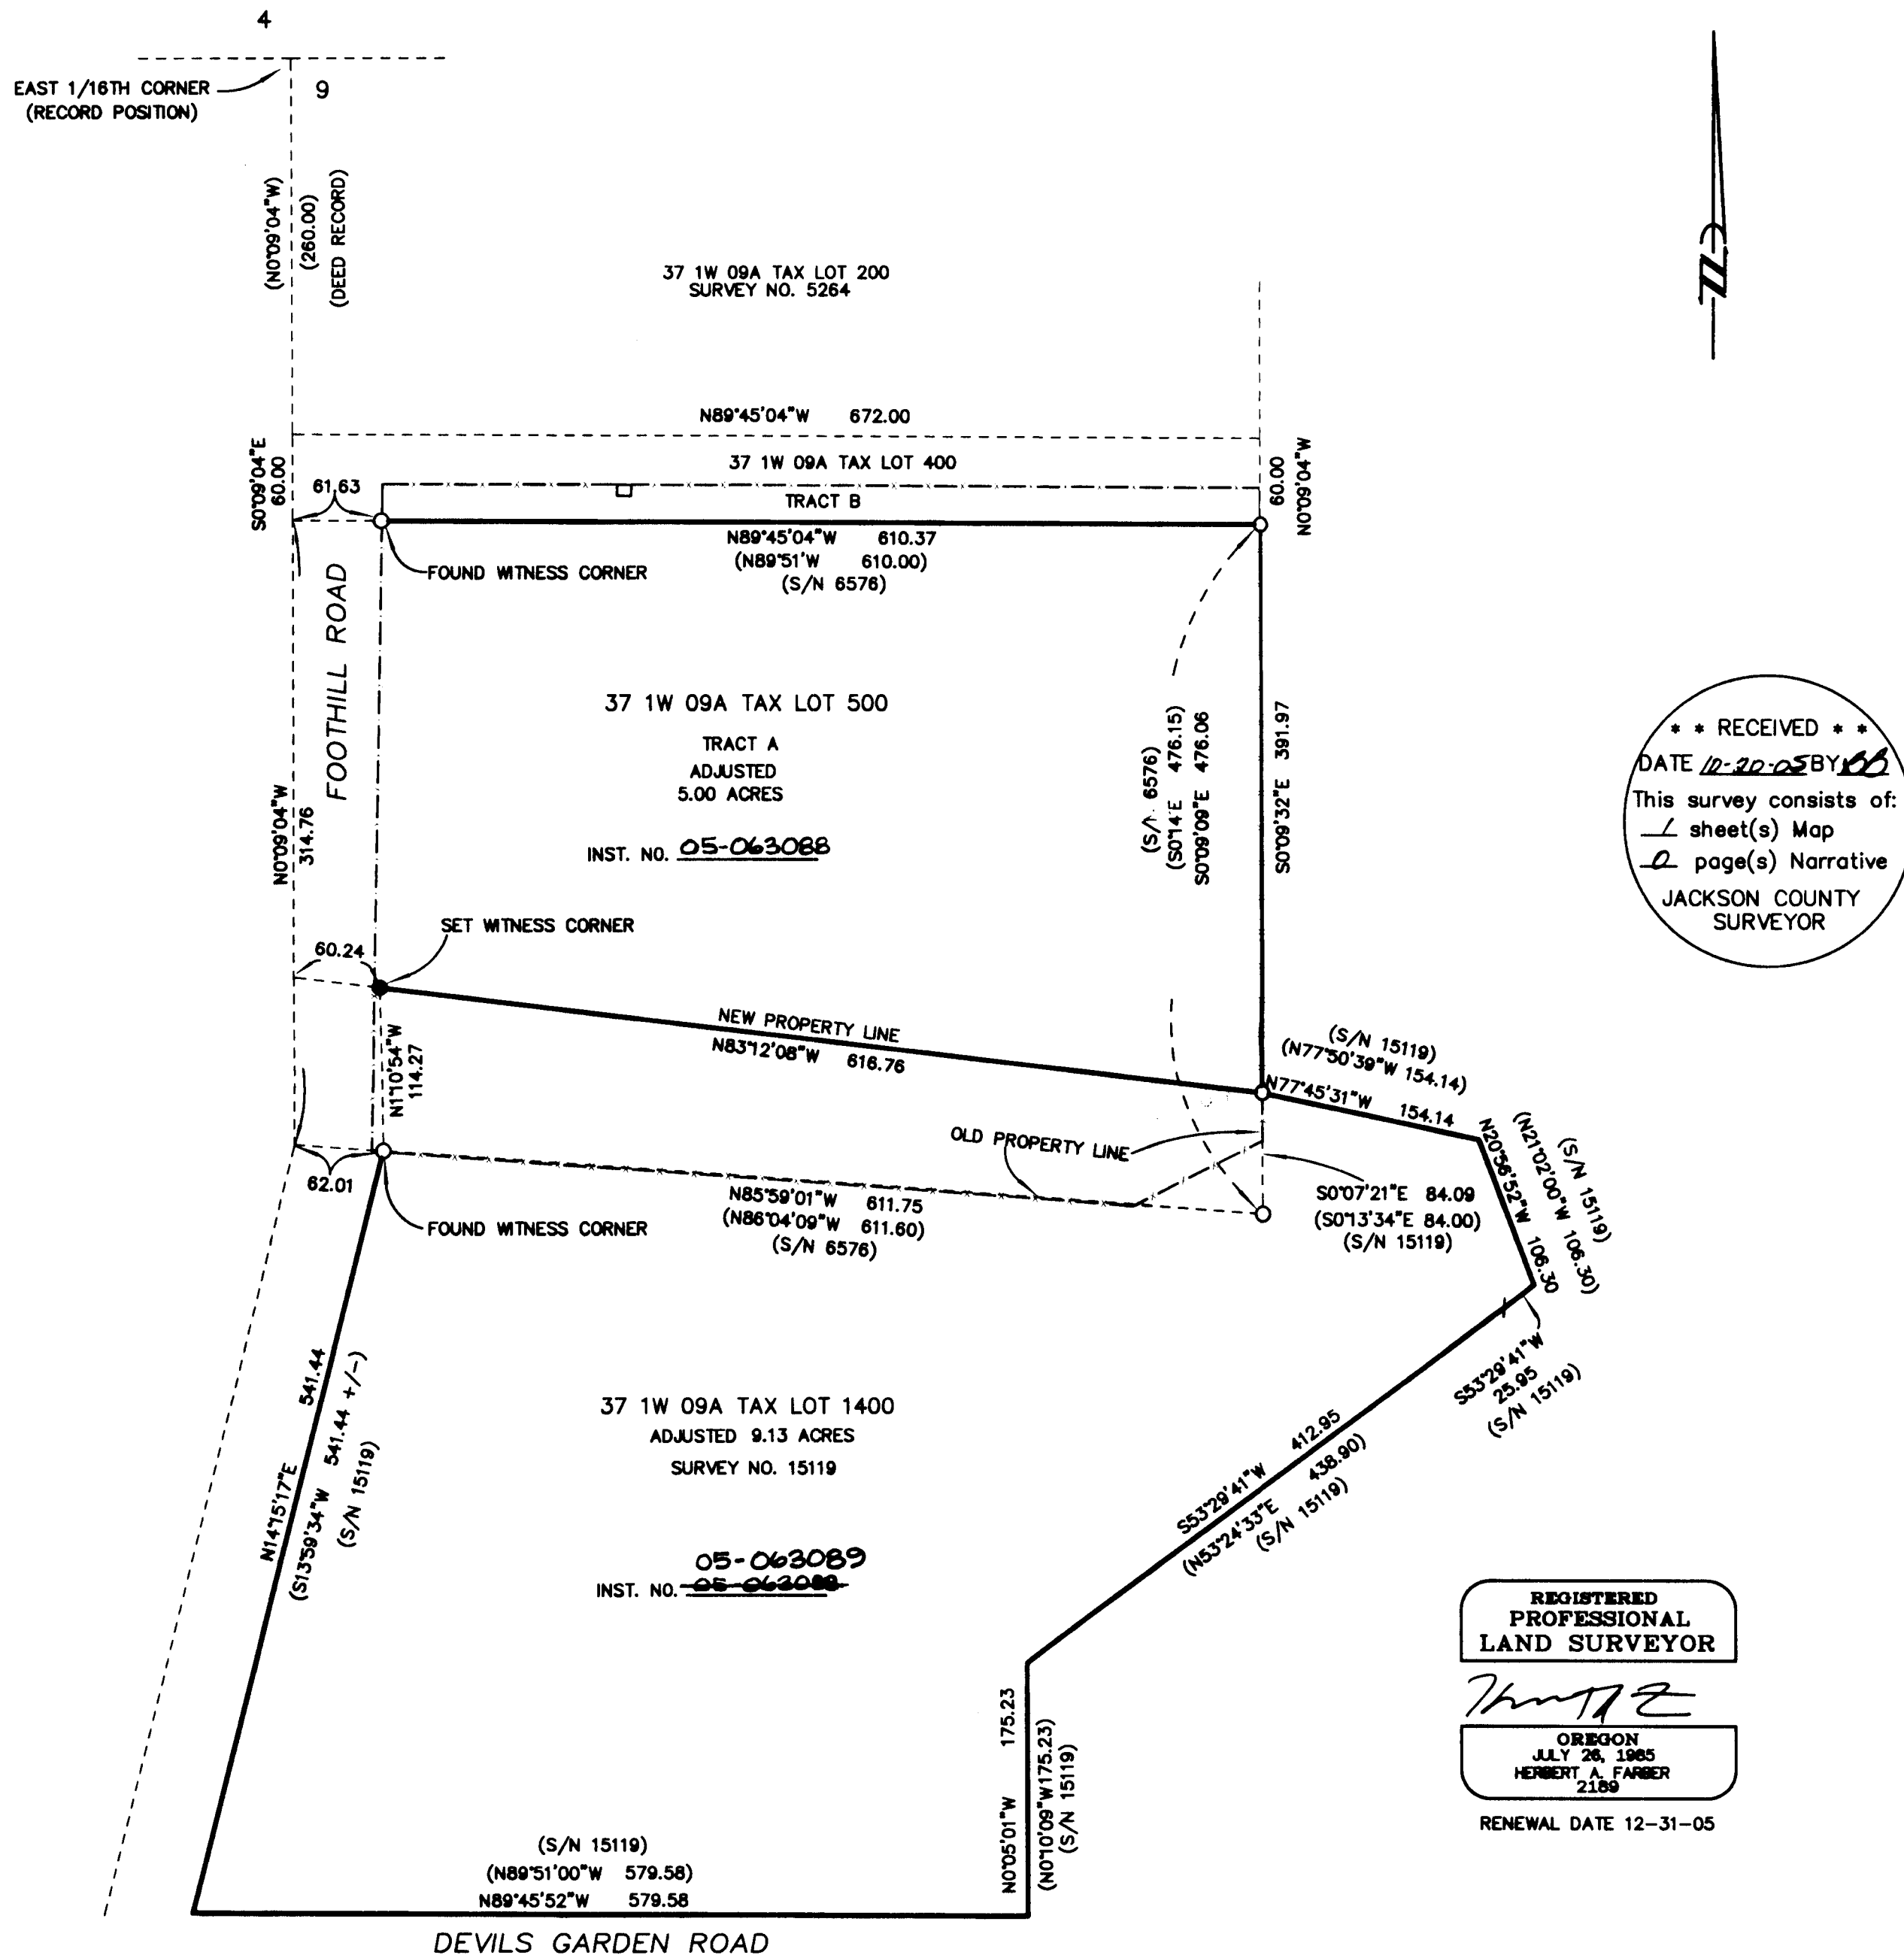 4
EAST 1/16TH CORNER
(RECORD POSITION)
9
(N0°09'04"W)
(260.00)
(DEED RECORD)
37 1W 09A TAX LOT 200
SURVEY NO. 5264
N89°45'04"W 672.00
S0°09'04"E
60.00
61.63
37 1W 09A TAX LOT 400
TRACT B
60.00
N0°09'04"W
N89°45'04"W 610.37
(N89°51'W 610.00)
(S/N 6576)
FOUND WITNESS CORNER
FOOTHILL ROAD
37 1W 09A TAX LOT 500
TRACT A
ADJUSTED
5.00 ACRES
INST. NO. 05-063088
(S0°14'E 476.15)
S0°09'09"E 476.06
S0°09'32"E 391.97
N0°09'04"W
314.76
* * RECEIVED * *
DATE 10-20-05 BY BB
This survey consists of:
1 sheet(s) Map
0 page(s) Narrative
JACKSON COUNTY
SURVEYOR
SET WITNESS CORNER
60.24
NEW PROPERTY LINE
N83°12'08"W 616.76
N1°10'54"W
114.27
(S/N 15119)
(N77°50'39"W 154.14)
N77°45'31"W 154.14
OLD PROPERTY LINE
(S/N 15119)
(N21°02'00"W 106.30)
N20°56'52"W 106.30
62.01
N85°59'01"W 611.75
(N86°04'09"W 611.60)
(S/N 6576)
FOUND WITNESS CORNER
S0°07'21"E 84.09
(S0°13'34"E 84.00)
(S/N 15119)
S53°29'41"W
25.95
(S/N 15119)
N14°15'17"E 541.44
(S13°59'34"W 541.44 +/-)
(S/N 15119)
37 1W 09A TAX LOT 1400
ADJUSTED 9.13 ACRES
SURVEY NO. 15119
S53°29'41"W 412.95
(N53°24'33"E 438.90)
(S/N 15119)
05-063089
INST. NO. 05-063088
N0°05'01"W 175.23
(N0°10'09"W175.23)
(S/N 15119)
REGISTERED
PROFESSIONAL
LAND SURVEYOR
OREGON
JULY 26, 1985
HERBERT A. FARBER
2189
RENEWAL DATE 12-31-05
(S/N 15119)
(N89°51'00"W 579.58)
N89°45'52"W 579.58
DEVILS GARDEN ROAD